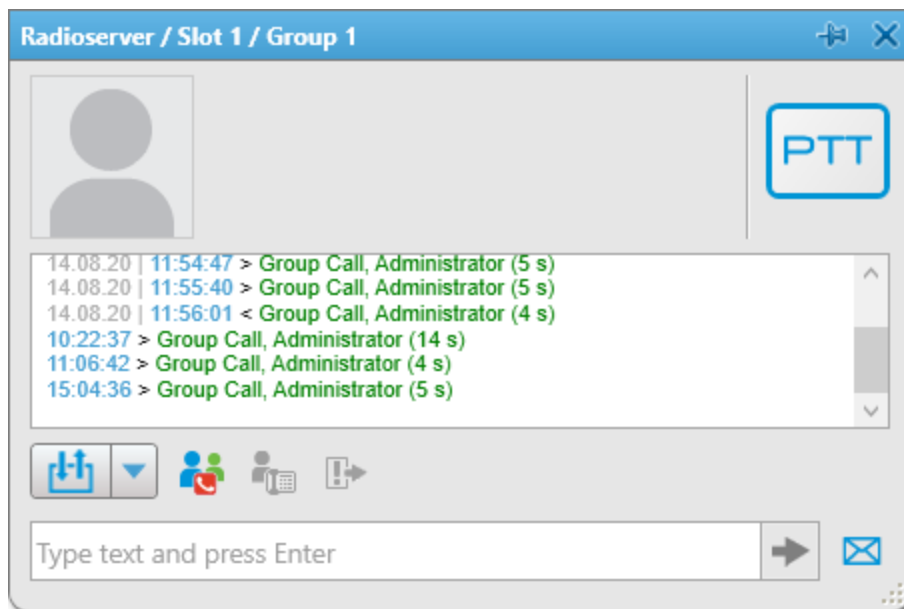 Radioserver / Slot 1 / Group 1
PTT
14.08.20 | 11:54:47 > Group Call, Administrator (5 s)
14.08.20 | 11:55:40 > Group Call, Administrator (5 s)
14.08.20 | 11:56:01 < Group Call, Administrator (4 s)
10:22:37 > Group Call, Administrator (14 s)
11:06:42 > Group Call, Administrator (4 s)
15:04:36 > Group Call, Administrator (5 s)
Type text and press Enter